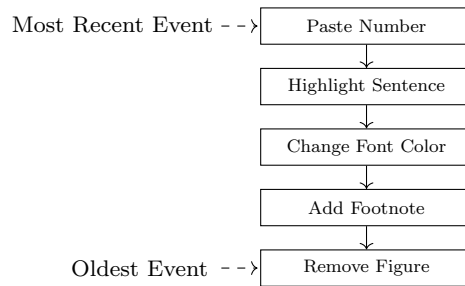 Most Recent Event
Paste Number
Highlight Sentence
Change Font Color
Add Footnote
Oldest Event
Remove Figure